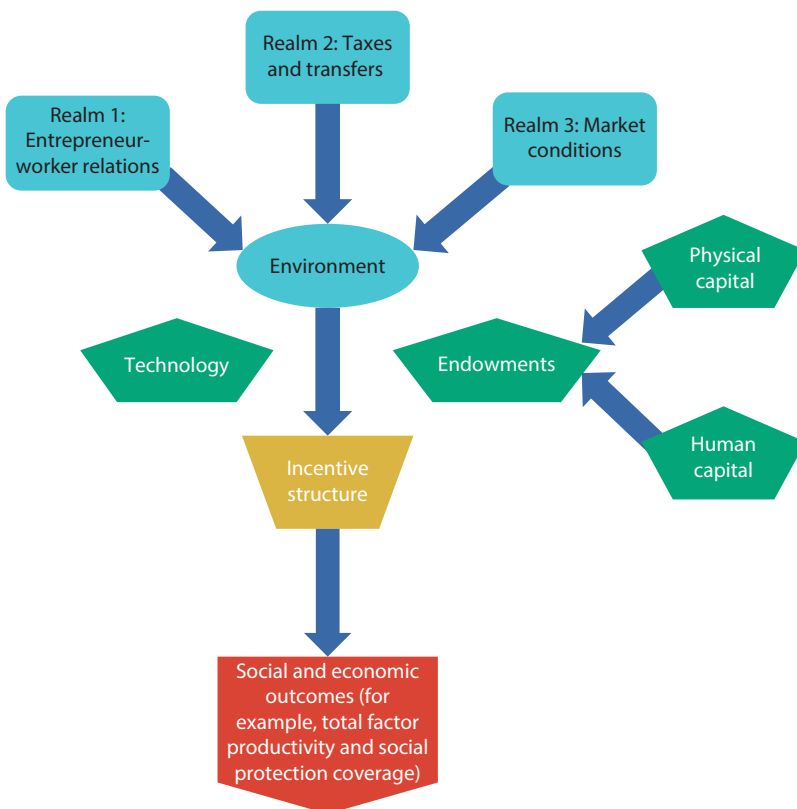 Realm 2: Taxes
and transfers
Realm 1:
Entrepreneur-
worker relations
Realm 3: Market
conditions
Environment
Physical
capital
Technology
Endowments
Human
capital
Incentive
structure
Social and economic
outcomes (for
example, total factor
productivity and social
protection coverage)